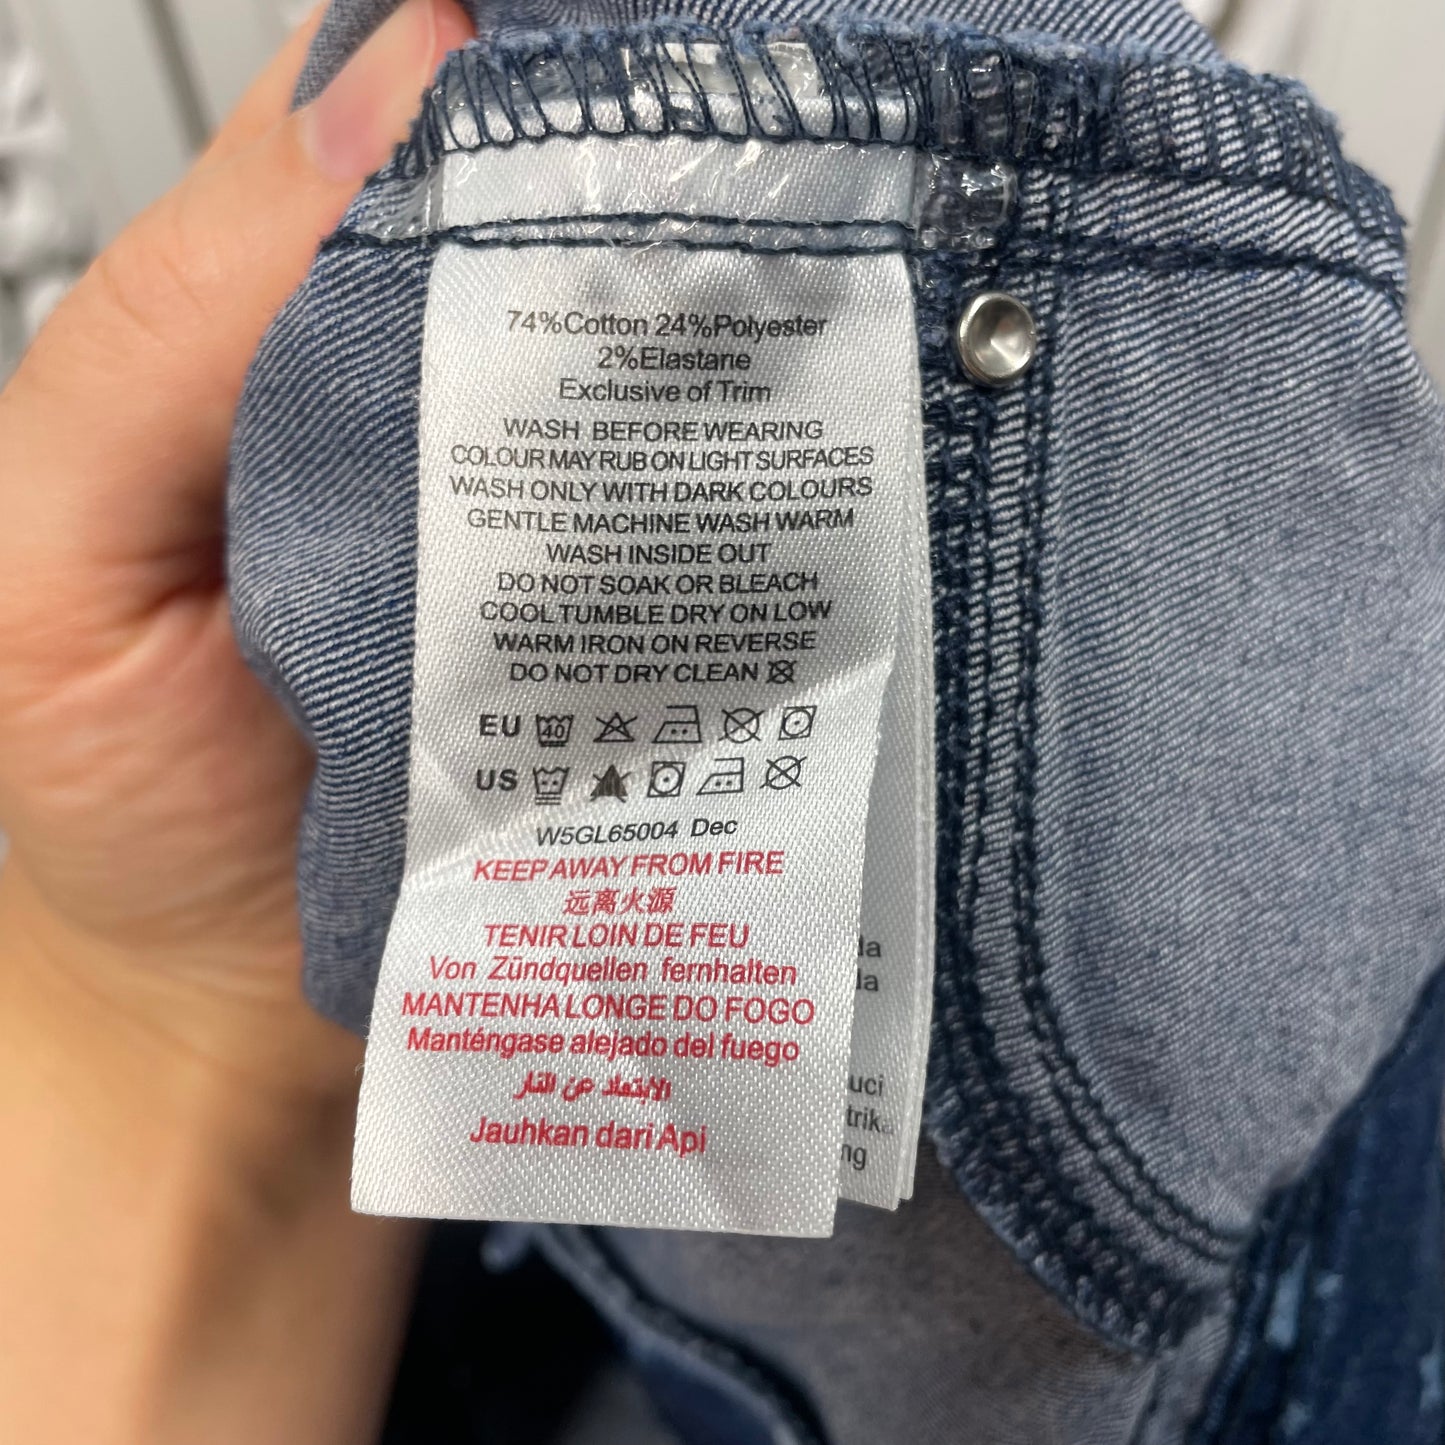 74%Cotton 24%Polyester
2%Elastane
Exclusive of Trim
WASH BEFORE WEARING
COLOUR MAY RUB ON LIGHT SURFACES
WASH ONLY WITH DARK COLOURS
GENTLE MACHINE WASH WARM
WASH INSIDE OUT
DO NOT SOAK OR BLEACH
COOL TUMBLE DRY ON LOW
WARM IRON ON REVERSE
DO NOT DRY CLEAN
EU 40
US
W5GL65004 Dec
KEEP AWAY FROM FIRE
远离火源
TENIR LOIN DE FEU
Von Zündquellen fernhalten
MANTENHA LONGE DO FOGO
Manténgase alejado del fuego
الابتعاد عن النار
Jauhkan dari Api